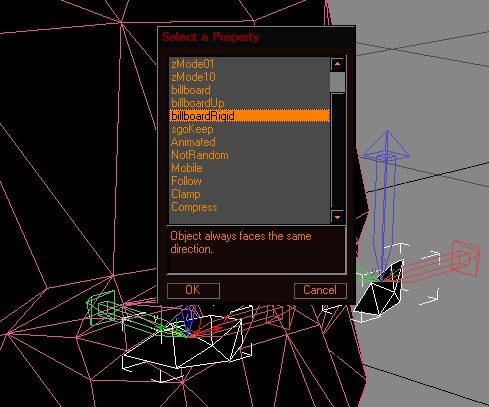 Select a Property
zMode01
zMode10
billboard
billboardUp
billboardRigid
sgoKeep
Animated
NotRandom
Mobile
Follow
Clamp
Compress
Object always faces the same
direction.
OK
Cancel